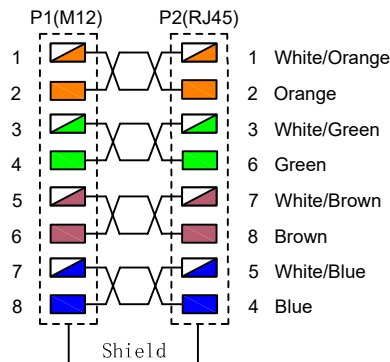 P1(M12) P2(RJ45)
1 1 White/Orange
2 2 Orange
3 3 White/Green
4 6 Green
5 7 White/Brown
6 8 Brown
7 5 White/Blue
8 4 Blue
Shield